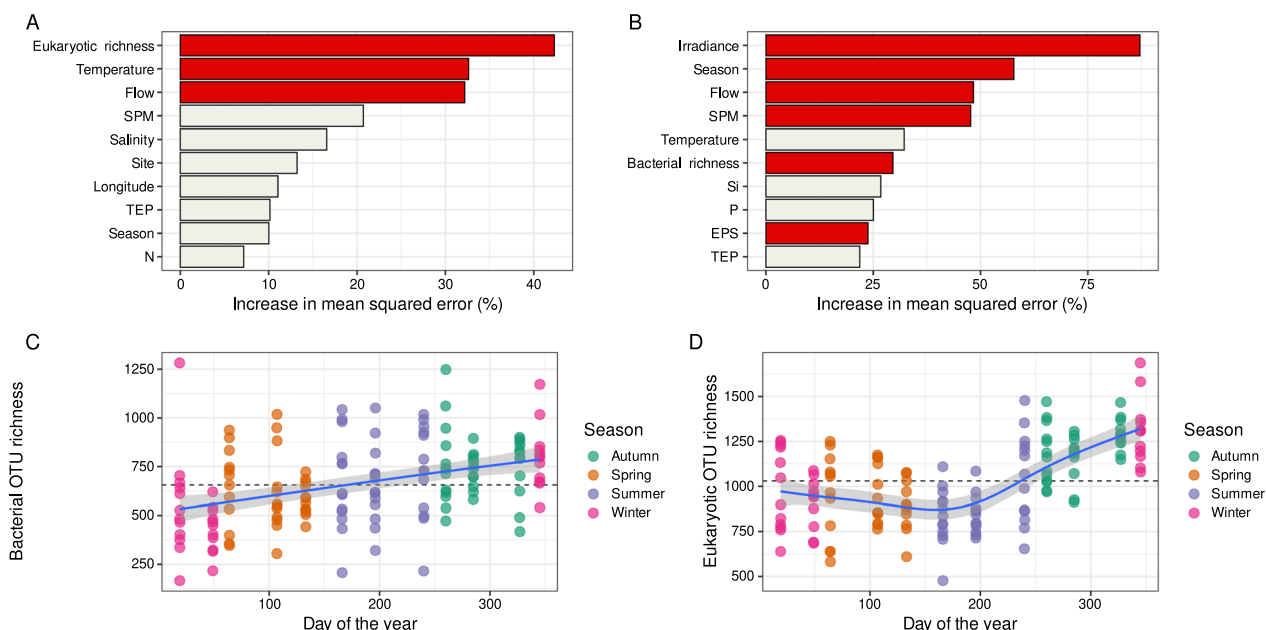 A
Eukaryotic richness
Temperature
Flow
SPM
Salinity
Site
Longitude
TEP
Season
N
0 10 20 30 40
Increase in mean squared error (%)
B
Irradiance
Season
Flow
SPM
Temperature
Bacterial richness
Si
P
EPS
TEP
0 25 50 75
Increase in mean squared error (%)
C
Bacterial OTU richness
1250
1000
750
500
250
100 200 300
Day of the year
Season
Autumn
Spring
Summer
Winter
D
Eukaryotic OTU richness
1500
1250
1000
750
500
100 200 300
Day of the year
Season
Autumn
Spring
Summer
Winter